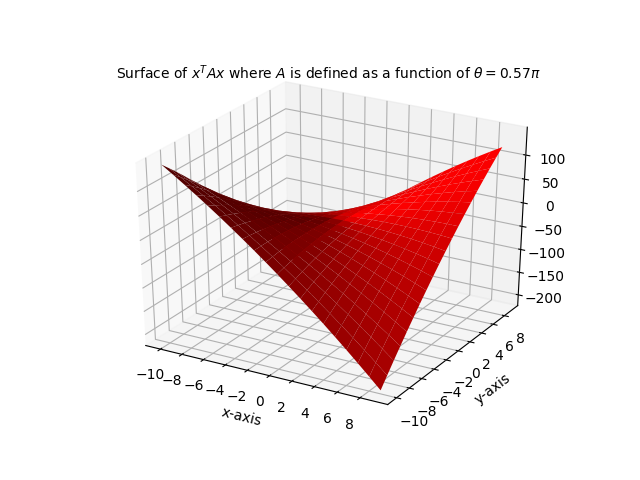 Surface of $x^T Ax$ where $A$ is defined as a function of $\theta = 0.57\pi$
100
50
0
−50
−100
−150
−200
−10 −8 −6 −4 −2 0 2 4 6 8
x-axis
−10 −8 −6 −4 −2 0 2 4 6 8
y-axis